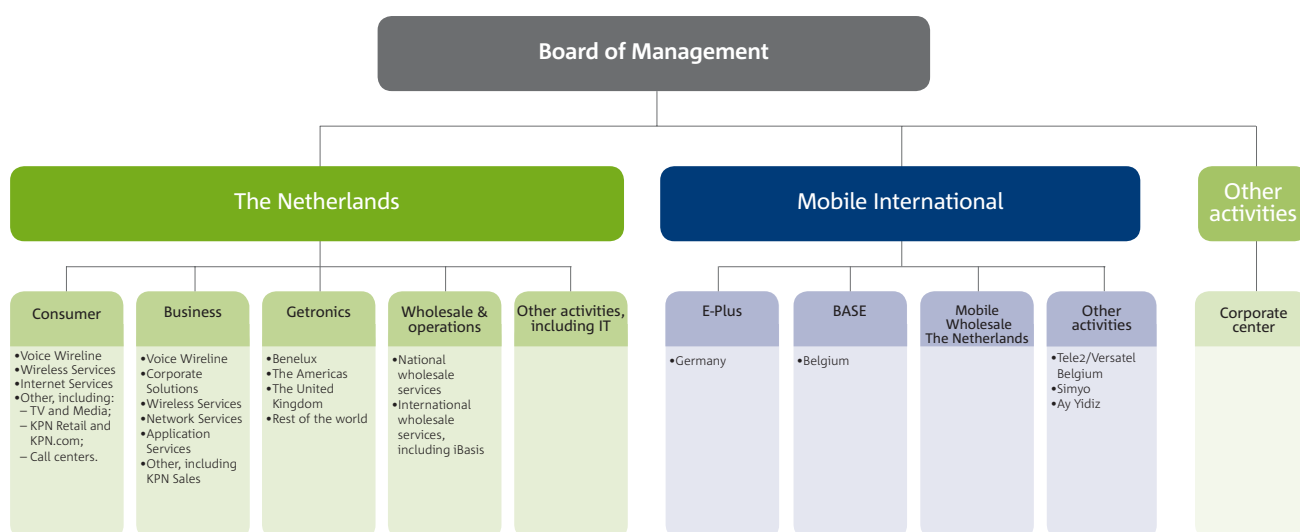 Board of Management
The Netherlands
Mobile International
Other
activities
Consumer
•Voice Wireline
•Wireless Services
•Internet Services
•Other, including:
– TV and Media;
– KPN Retail and
KPN.com;
– Call centers.
Business
•Voice Wireline
•Corporate
Solutions
•Wireless Services
•Network Services
•Application
Services
•Other, including
KPN Sales
Getronics
•Benelux
•The Americas
•The United
Kingdom
•Rest of the world
Wholesale &
operations
•National
wholesale
services
•International
wholesale
services,
including iBasis
Other activities,
including IT
E-Plus
•Germany
BASE
•Belgium
Mobile
Wholesale
The Netherlands
Other
activities
•Tele2/Versatel
Belgium
•Simyo
•Ay Yidiz
Corporate
center